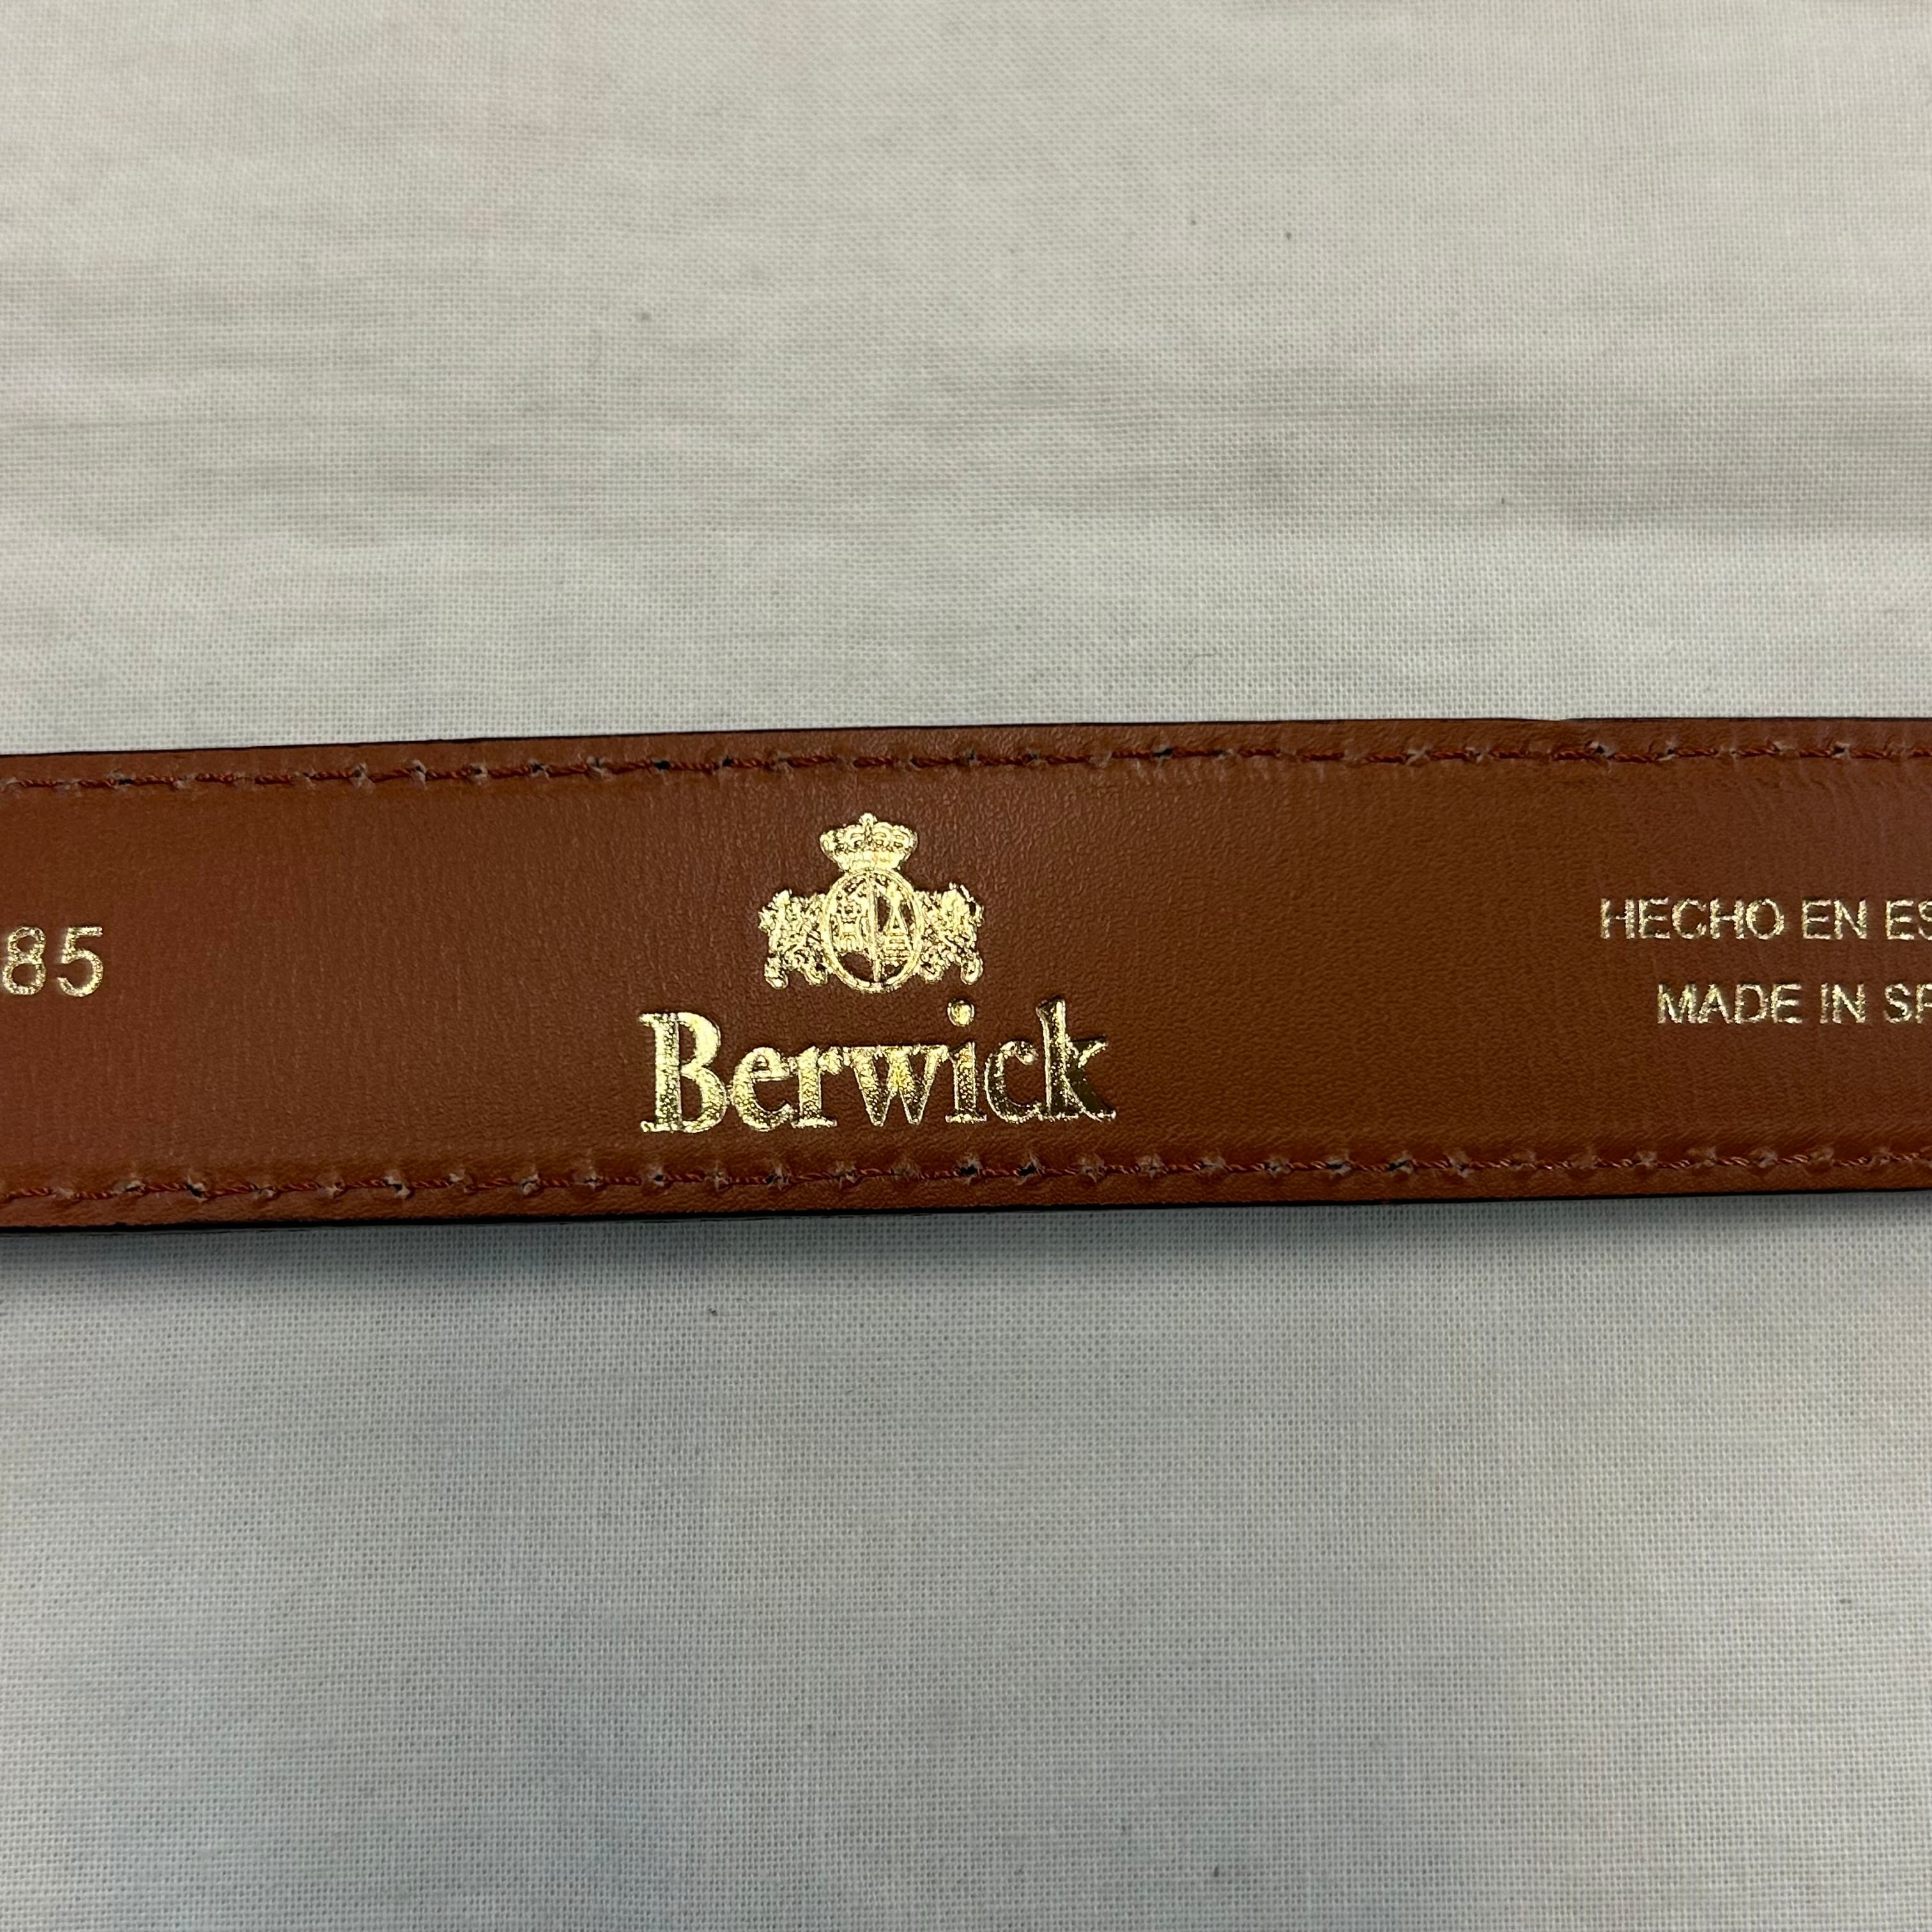 85
Berwick
HECHO EN ES
MADE IN SP